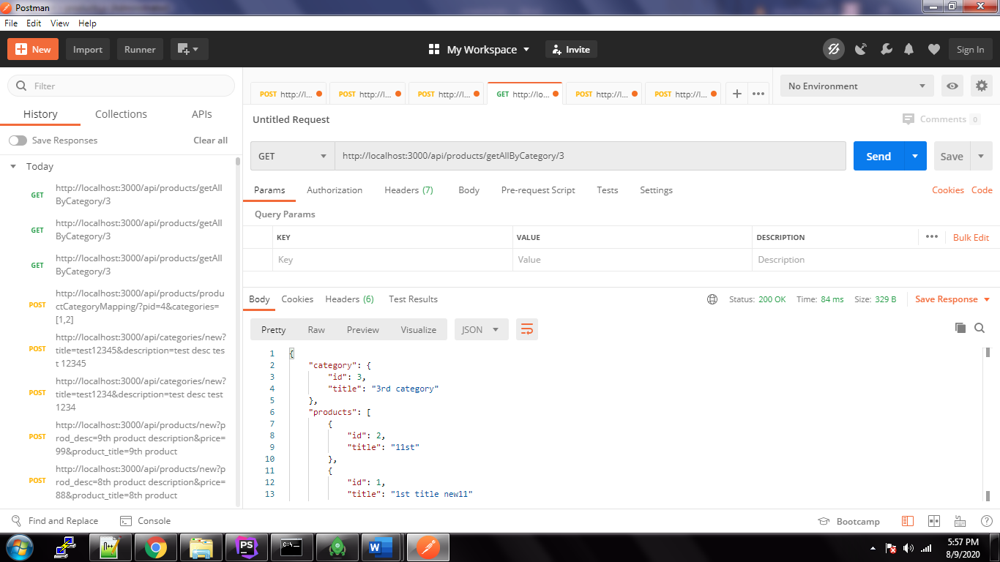 Postman
File Edit View Help
New Import Runner My Workspace Invite Sign In
Filter
History Collections APIs
Save Responses Clear all
Today
GET http://localhost:3000/api/products/getAll
ByCategory/3
GET http://localhost:3000/api/products/getAll
ByCategory/3
GET http://localhost:3000/api/products/getAll
ByCategory/3
POST http://localhost:3000/api/products/produ
ctCategoryMapping/?pid=4&categories=
[1,2]
POST http://localhost:3000/api/categories/new?
title=test12345&description=test desc tes
t 12345
POST http://localhost:3000/api/categories/new?
title=test1234&description=test desc test
1234
POST http://localhost:3000/api/products/new?p
rod_desc=9th product description&price=
99&product_title=9th product
POST http://localhost:3000/api/products/new?p
rod_desc=8th product description&price=
88&product_title=8th product
POST http://l... POST http://l... POST http://l... GET http://lo... POST http://l... POST http://l... No Environment
Untitled Request Comments 0
GET http://localhost:3000/api/products/getAllByCategory/3 Send Save
Params Authorization Headers (7) Body Pre-request Script Tests Settings Cookies Code
Query Params
KEY VALUE DESCRIPTION Bulk Edit
Key Value Description
Body Cookies Headers (6) Test Results Status: 200 OK Time: 84 ms Size: 329 B Save Response
Pretty Raw Preview Visualize JSON
1 {
2 "category": {
3 "id": 3,
4 "title": "3rd category"
5 },
6 "products": [
7 {
8 "id": 2,
9 "title": "11st"
10 },
11 {
12 "id": 1,
13 "title": "1st title new11"
Find and Replace Console Bootcamp
5:57 PM
8/9/2020